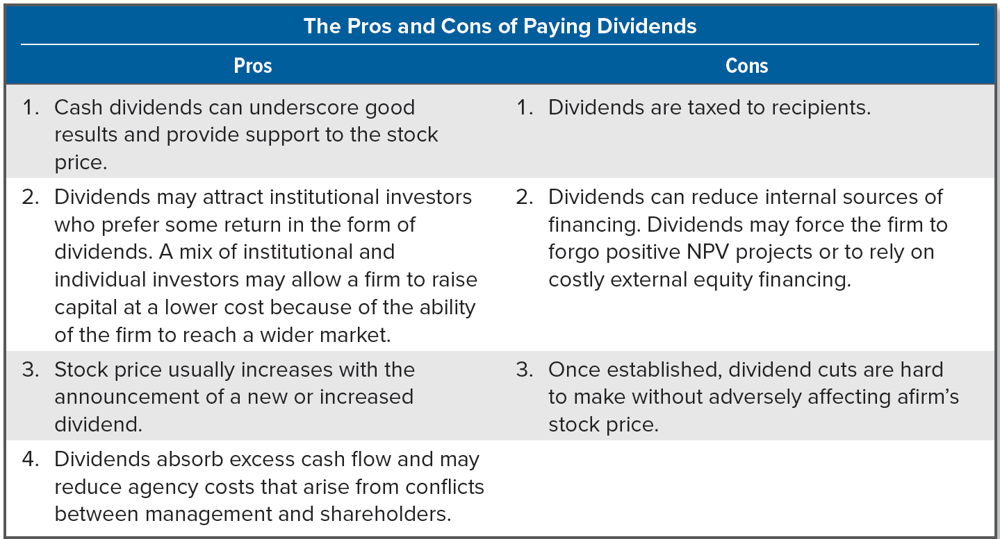 The Pros and Cons of Paying Dividends
Pros
Cons
1. Cash dividends can underscore good
results and provide support to the stock
price.
1. Dividends are taxed to recipients.
2. Dividends may attract institutional investors
who prefer some return in the form of
dividends. A mix of institutional and
individual investors may allow a firm to raise
capital at a lower cost because of the ability
of the firm to reach a wider market.
2. Dividends can reduce internal sources of
financing. Dividends may force the firm to
forgo positive NPV projects or to rely on
costly external equity financing.
3. Stock price usually increases with the
announcement of a new or increased
dividend.
3. Once established, dividend cuts are hard
to make without adversely affecting afirm’s
stock price.
4. Dividends absorb excess cash flow and may
reduce agency costs that arise from conflicts
between management and shareholders.